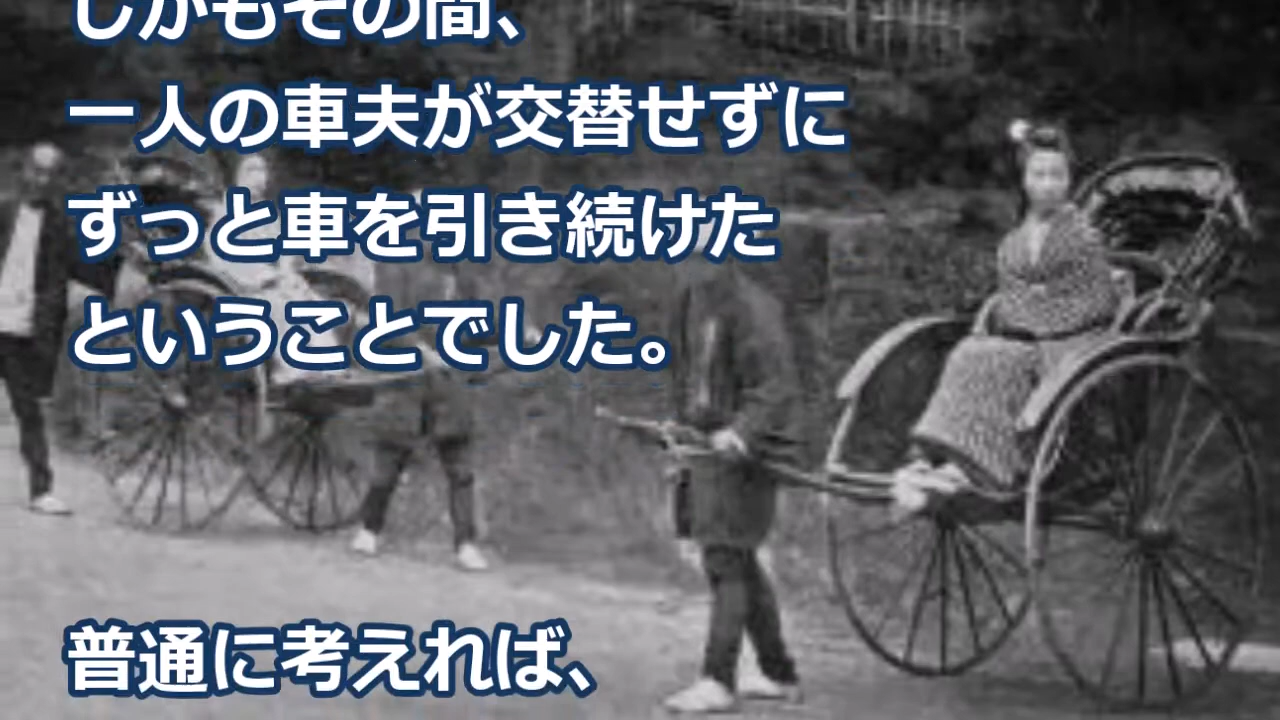 しかもその間、
一人の車夫が交替せずに
ずっと車を引き続けた
ということでした。
普通に考えれば、